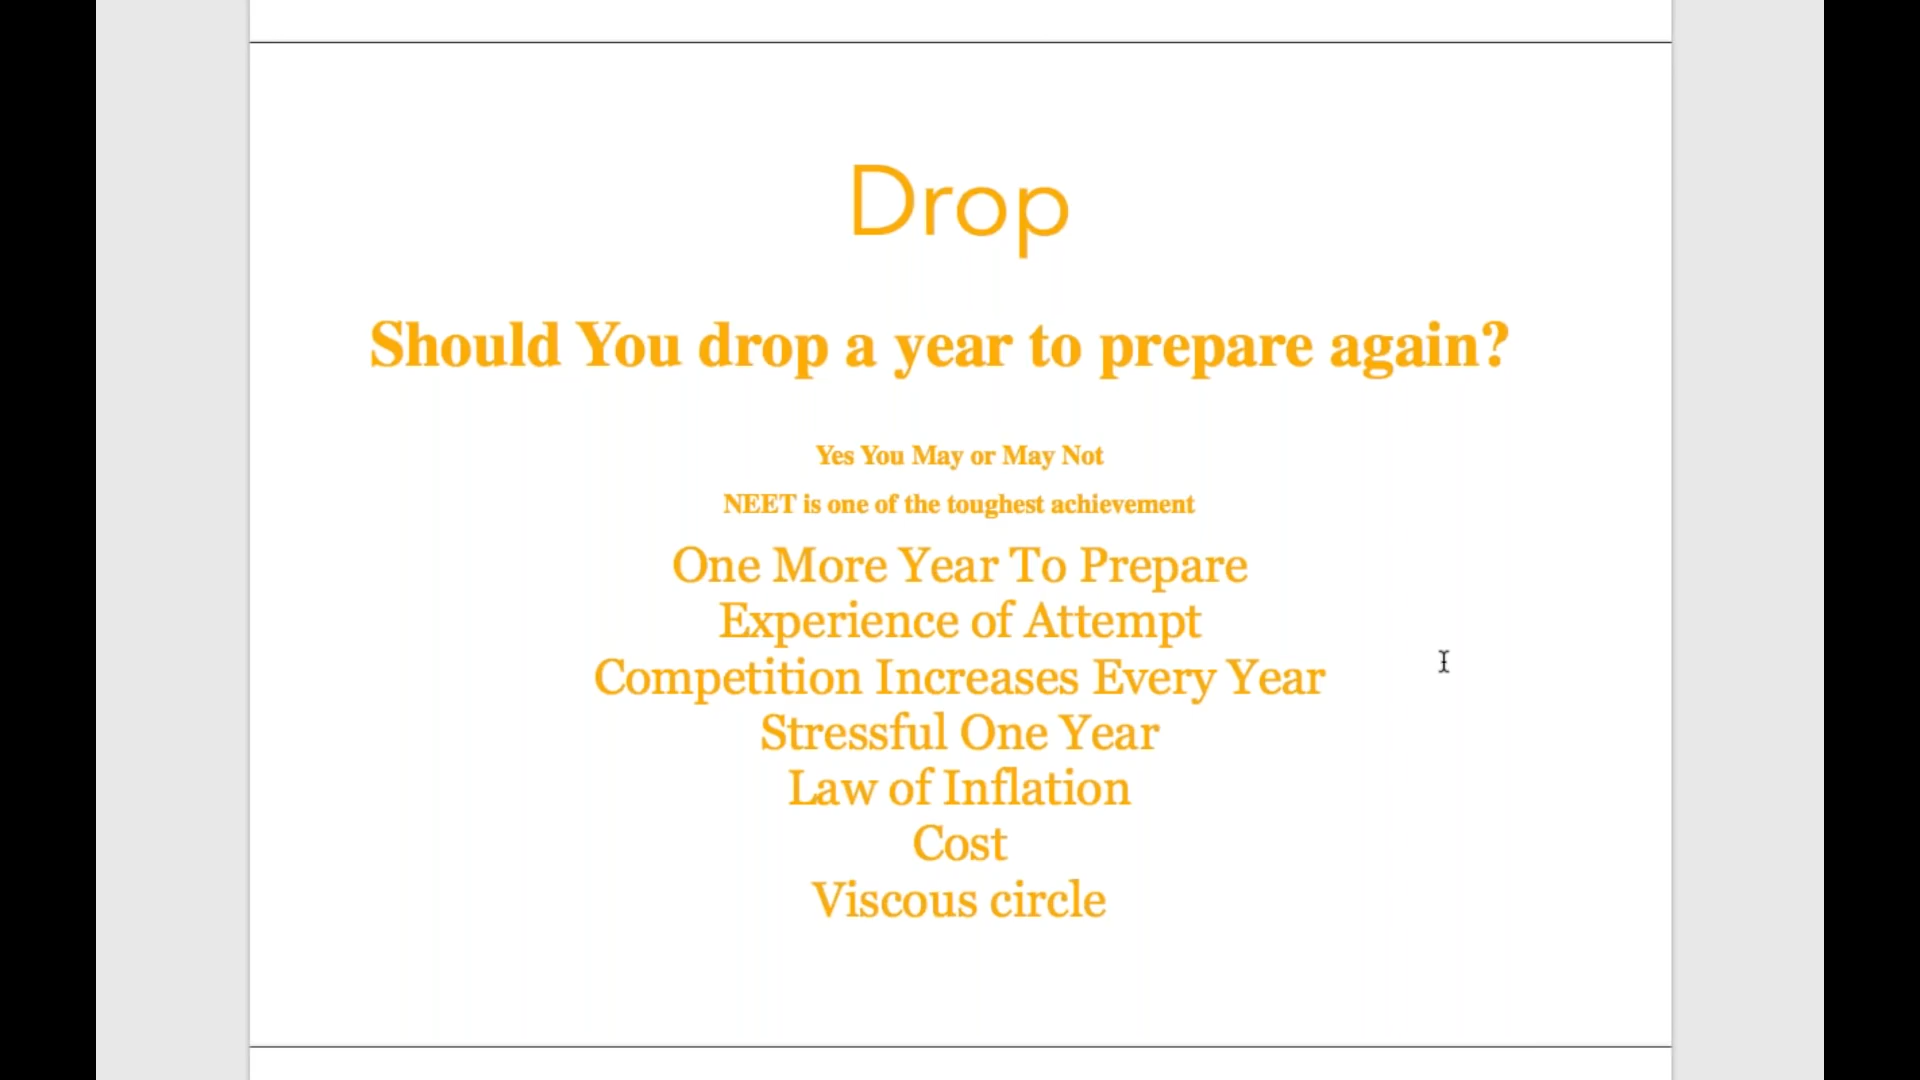 Drop
Should You drop a year to prepare again?
Yes You May or May Not
NEET is one of the toughest achievement
One More Year To Prepare
Experience of Attempt
Competition Increases Every Year
Stressful One Year
Law of Inflation
Cost
Viscous circle